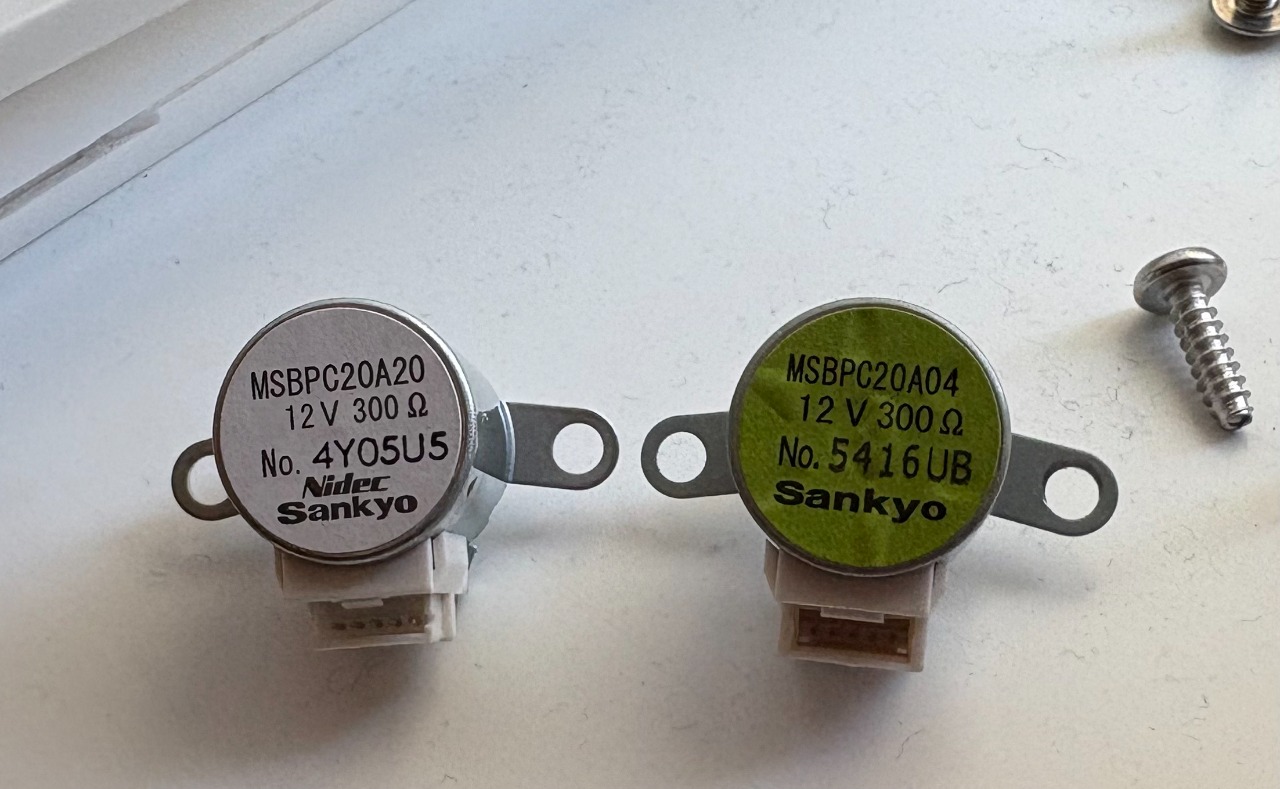 MSBPC20A20
12 V 300 Ω
No. 4Y05U5
Nidec
Sankyo
MSBPC20A04
12 V 300 Ω
No. 5416UB
Sankyo